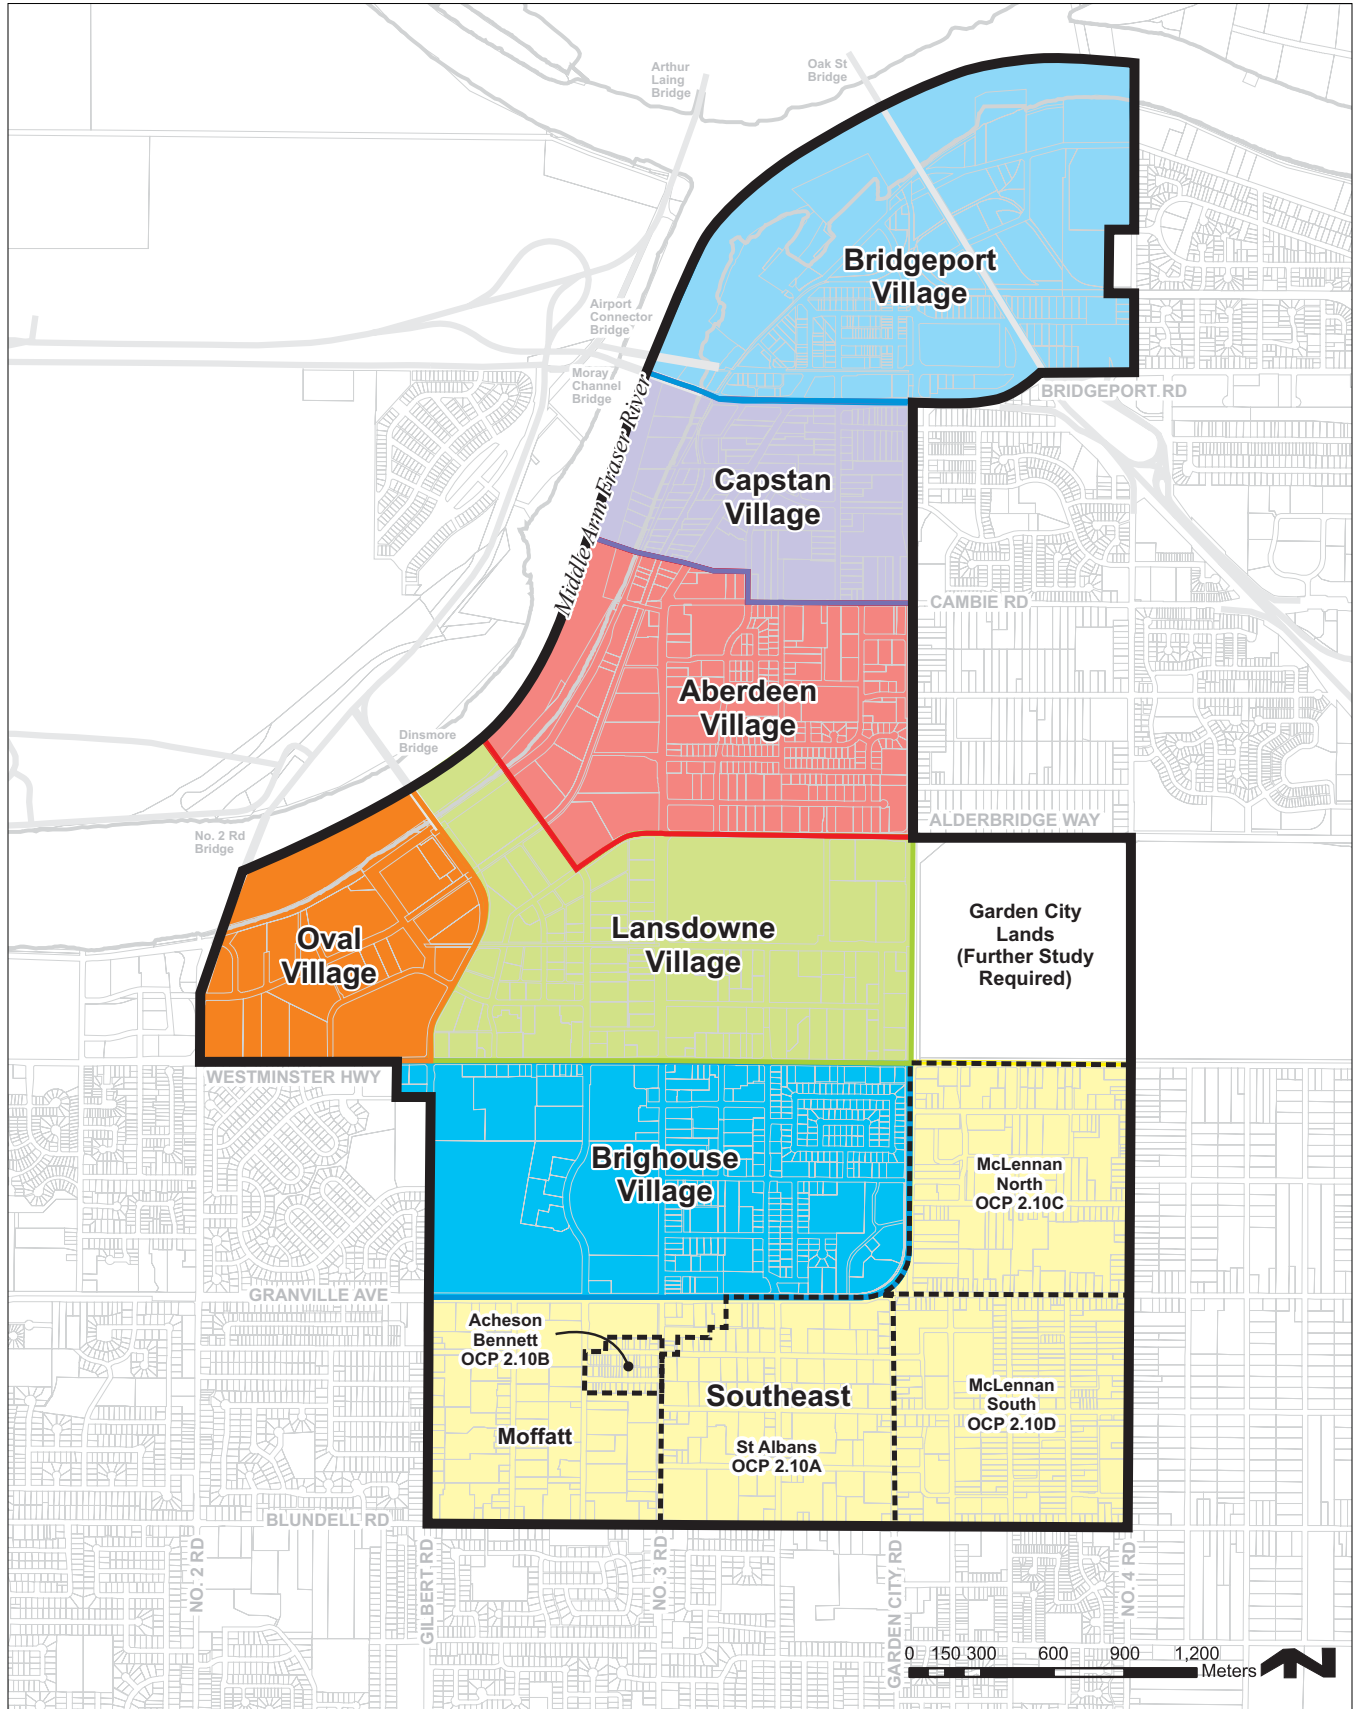 Arthur
Laing
Bridge
Oak St
Bridge
Bridgeport
Village
Airport
Connector
Bridge
Moray
Channel
Bridge
BRIDGEPORT RD
Middle Arm Fraser River
Capstan
Village
CAMBIE RD
Aberdeen
Village
Dinsmore
Bridge
ALDERBRIDGE WAY
No. 2 Rd
Bridge
Garden City
Lands
(Further Study
Required)
Oval
Village
Lansdowne
Village
WESTMINSTER HWY
Brighouse
Village
McLennan
North
OCP 2.10C
GRANVILLE AVE
Acheson
Bennett
OCP 2.10B
Southeast
McLennan
South
OCP 2.10D
Moffatt
St Albans
OCP 2.10A
BLUNDELL RD
NO. 2 RD
GILBERT RD
NO. 3 RD
GARDEN CITY RD
NO. 4 RD
0 150 300 600 900 1,200
Meters
N